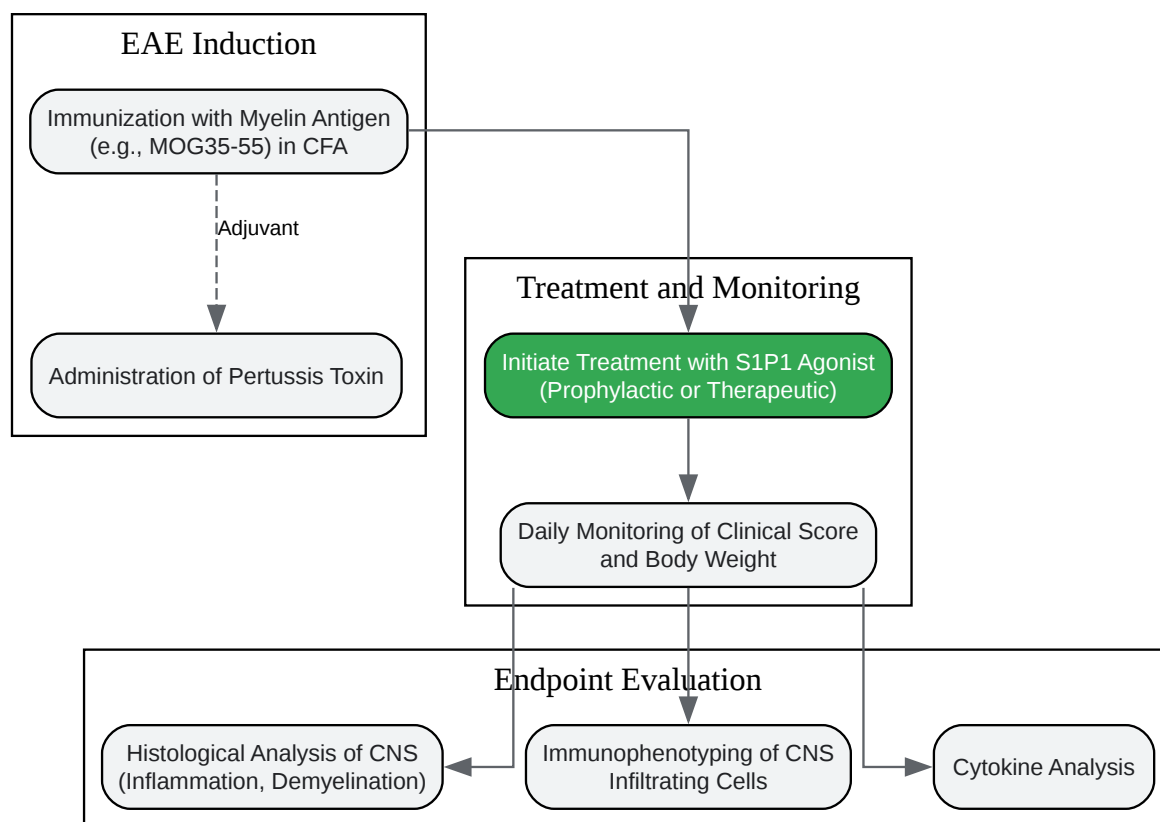 EAE Induction
Immunization with Myelin Antigen
(e.g., MOG35-55) in CFA
Adjuvant
Administration of Pertussis Toxin
Treatment and Monitoring
Initiate Treatment with S1P1 Agonist
(Prophylactic or Therapeutic)
Daily Monitoring of Clinical Score
and Body Weight
Endpoint Evaluation
Histological Analysis of CNS
(Inflammation, Demyelination)
Immunophenotyping of CNS
Infiltrating Cells
Cytokine Analysis